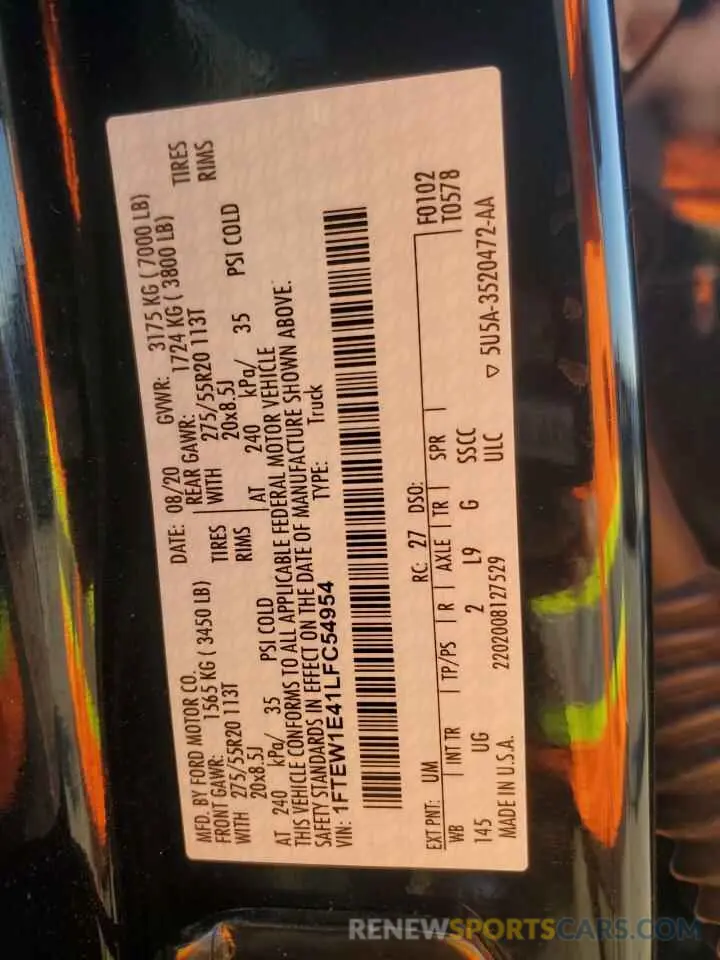 MFD. BY FORD MOTOR CO.
DATE: 08/20 GVWR: 3175 KG ( 7000 LB)
FRONT GAWR: 1565 KG ( 3450 LB) REAR GAWR: 1724 KG ( 3800 LB)
WITH 275/55R20 113T TIRES WITH 275/55R20 113T TIRES
20x8.5J RIMS 20x8.5J RIMS
AT 240 kPa/ 35 PSI COLD AT 240 kPa/ 35 PSI COLD
THIS VEHICLE CONFORMS TO ALL APPLICABLE FEDERAL MOTOR VEHICLE
SAFETY STANDARDS IN EFFECT ON THE DATE OF MANUFACTURE SHOWN ABOVE.
VIN: 1FTEW1E41LFC54954 TYPE: Truck
EXT PNT: UM RC: 27 DSO: F0102
T0578
WB INT TR TP/PS R AXLE TR SPR
145 UG 2 L9 G SSCC
ULC
MADE IN U.S.A. 2202008127529 ▽ 5U5A-3520472-AA
RENEWSPORTSCARS.COM